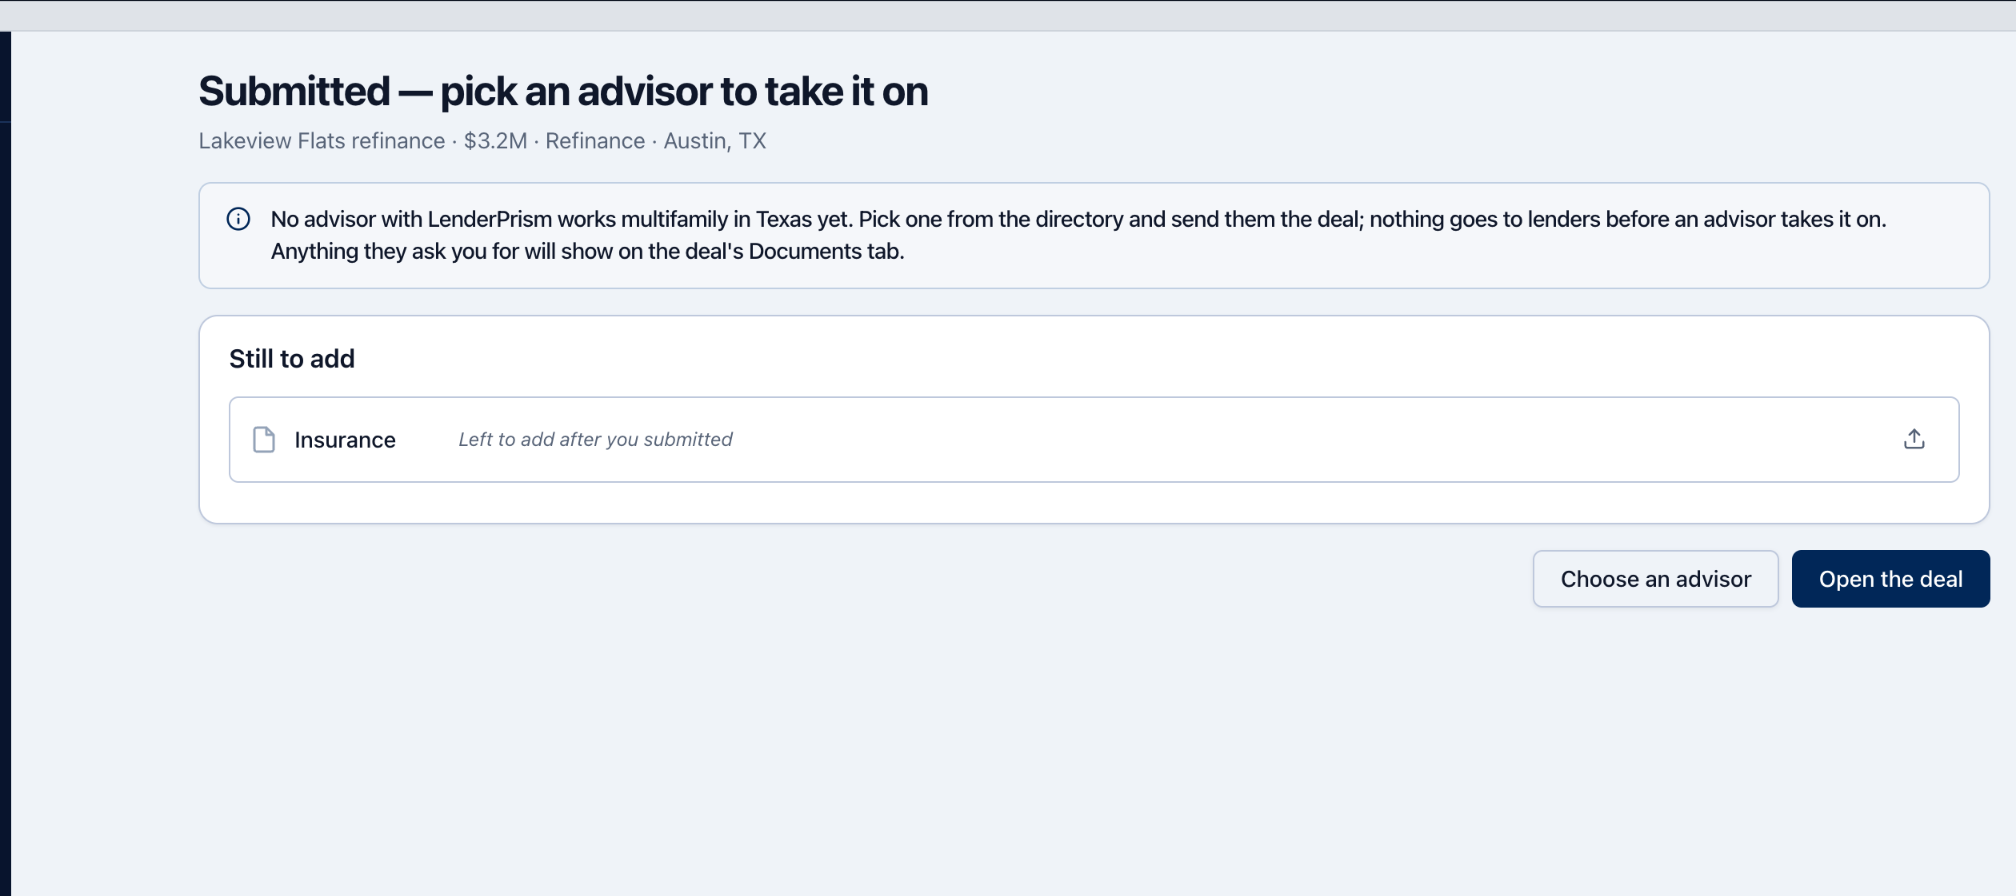 Submitted — pick an advisor to take it on
Lakeview Flats refinance · $3.2M · Refinance · Austin, TX
No advisor with LenderPrism works multifamily in Texas yet. Pick one from the directory and send them the deal; nothing goes to lenders before an advisor takes it on.
Anything they ask you for will show on the deal's Documents tab.
Still to add
Insurance Left to add after you submitted
Choose an advisor Open the deal